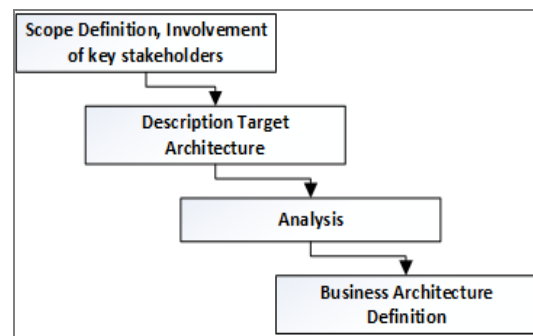 Scope Definition, Involvement
of key stakeholders
Description Target
Architecture
Analysis
Business Architecture
Definition